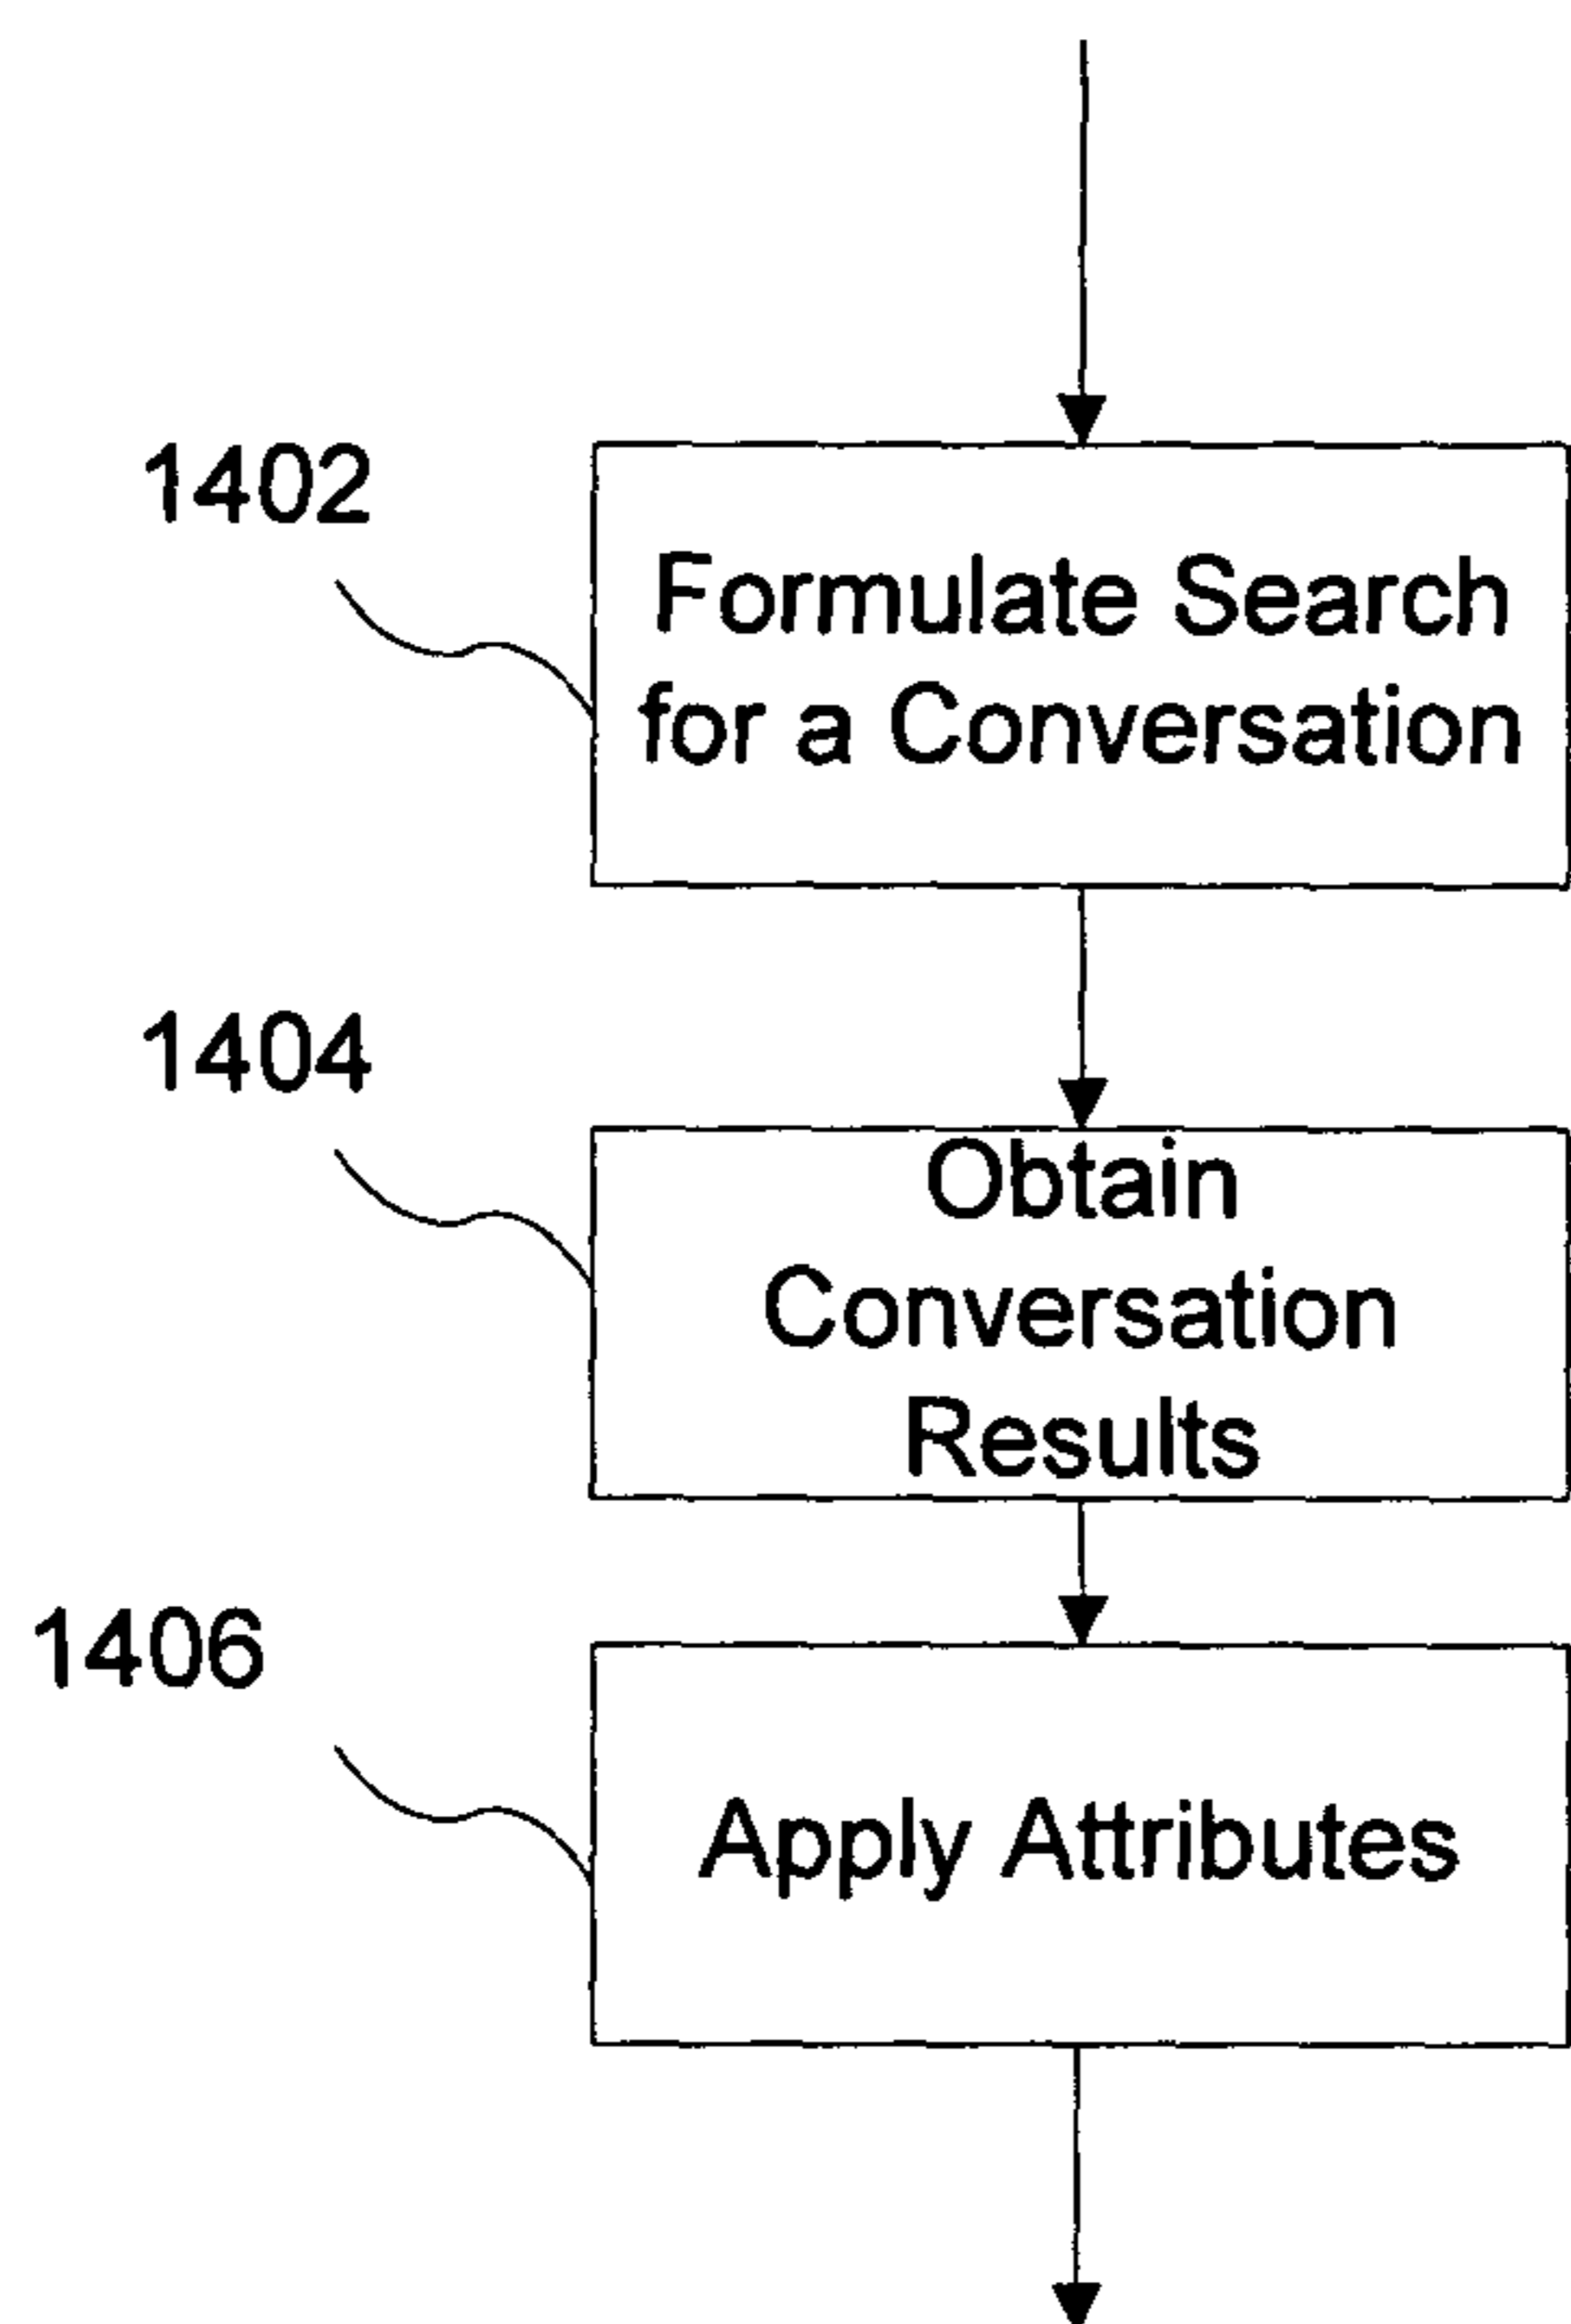 1402
Formulate Search
for a Conversation
1404
Obtain
Conversation
Results
1406
Apply Attributes